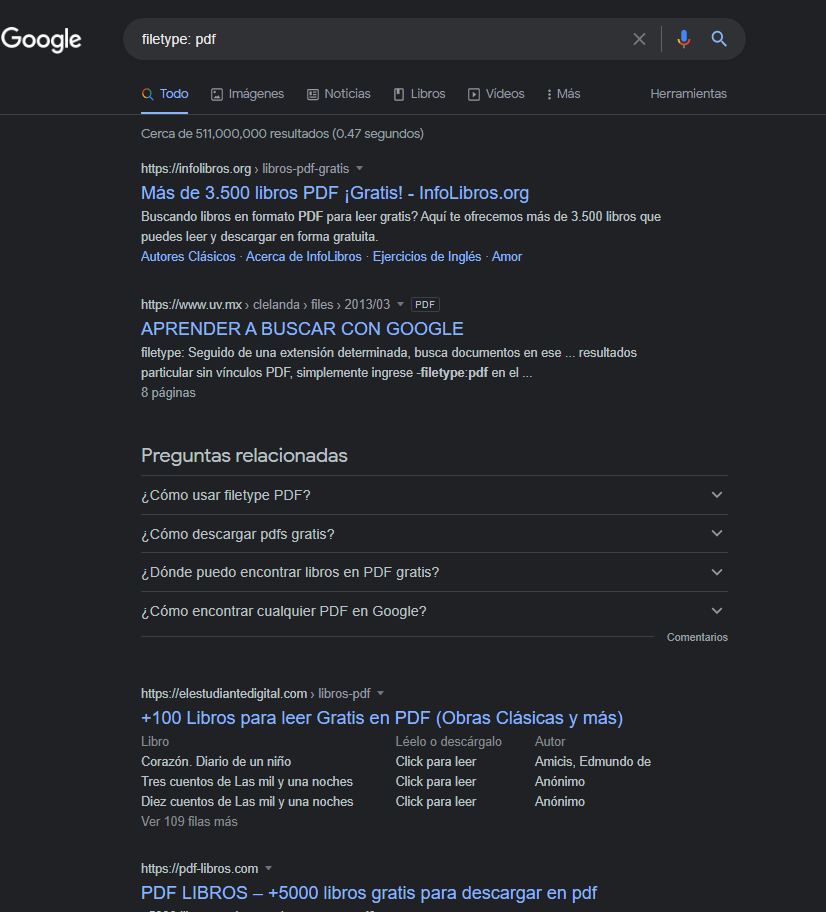 Google
filetype: pdf
Todo
Imágenes
Noticias
Libros
Vídeos
Más
Herramientas
Cerca de 511,000,000 resultados (0.47 segundos)
https://infolibros.org › libros-pdf-gratis
Más de 3.500 libros PDF ¡Gratis! - InfoLibros.org
Buscando libros en formato PDF para leer gratis? Aquí te ofrecemos más de 3.500 libros que
puedes leer y descargar en forma gratuita.
Autores Clásicos · Acerca de InfoLibros · Ejercicios de Inglés · Amor
https://www.uv.mx › clelanda › files › 2013/03 PDF
APRENDER A BUSCAR CON GOOGLE
filetype: Seguido de una extensión determinada, busca documentos en ese ... resultados
particular sin vínculos PDF, simplemente ingrese -filetype:pdf en el ...
8 páginas
Preguntas relacionadas
¿Cómo usar filetype PDF?
¿Cómo descargar pdfs gratis?
¿Dónde puedo encontrar libros en PDF gratis?
¿Cómo encontrar cualquier PDF en Google?
Comentarios
https://elestudiantedigital.com › libros-pdf
+100 Libros para leer Gratis en PDF (Obras Clásicas y más)
Libro Léelo o descárgalo Autor
Corazón. Diario de un niño Click para leer Amicis, Edmundo de
Tres cuentos de Las mil y una noches Click para leer Anónimo
Diez cuentos de Las mil y una noches Click para leer Anónimo
Ver 109 filas más
https://pdf-libros.com
PDF LIBROS – +5000 libros gratis para descargar en pdf